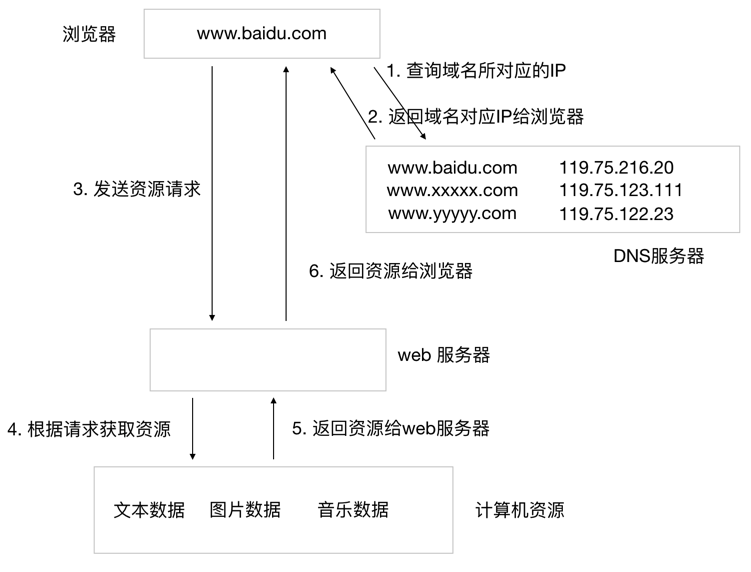 浏览器
www.baidu.com
1. 查询域名所对应的IP
2. 返回域名对应IP给浏览器
www.baidu.com 119.75.216.20
www.xxxxx.com 119.75.123.111
www.yyyyy.com 119.75.122.23
DNS服务器
3. 发送资源请求
6. 返回资源给浏览器
web 服务器
4. 根据请求获取资源
5. 返回资源给web服务器
文本数据 图片数据 音乐数据
计算机资源